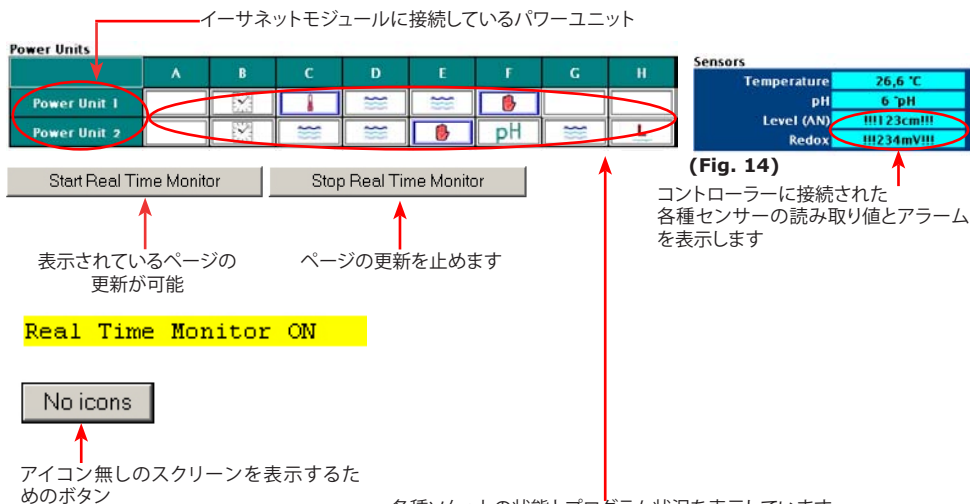 イーサネットモジュールに接続しているパワーユニット
Power Units
A B C D E F G H
Power Unit 1
Power Unit 2 pH L
Sensors
Temperature 26,6 °C
pH 6 °pH
Level (AN) !!!123cm!!!
Redox !!!234mV!!!
(Fig. 14)
コントローラーに接続された
各種センサーの読み取り値とアラーム
を表示します
Start Real Time Monitor
Stop Real Time Monitor
表示されているページの
更新が可能
ページの更新を止めます
Real Time Monitor ON
No icons
アイコン無しのスクリーンを表示するた
めのボタン